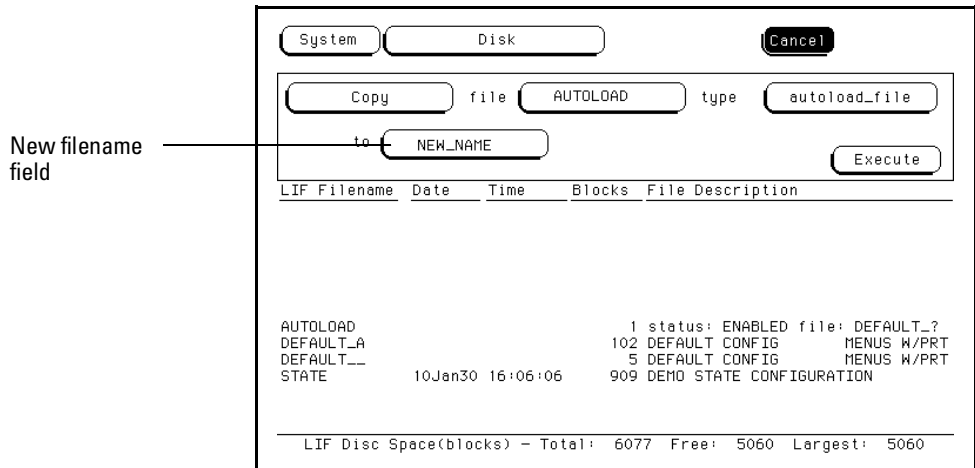 System Disk Cancel
Copy file AUTOLOAD type autoload_file
New filename field
to NEW_NAME
Execute
LIF Filename Date Time Blocks File Description
AUTOLOAD 1 status: ENABLED file: DEFAULT_?
DEFAULT_A 102 DEFAULT CONFIG MENUS W/PRT
DEFAULT__ 5 DEFAULT CONFIG MENUS W/PRT
STATE 10Jan30 16:06:06 909 DEMO STATE CONFIGURATION
LIF Disc Space(blocks) – Total: 6077 Free: 5060 Largest: 5060